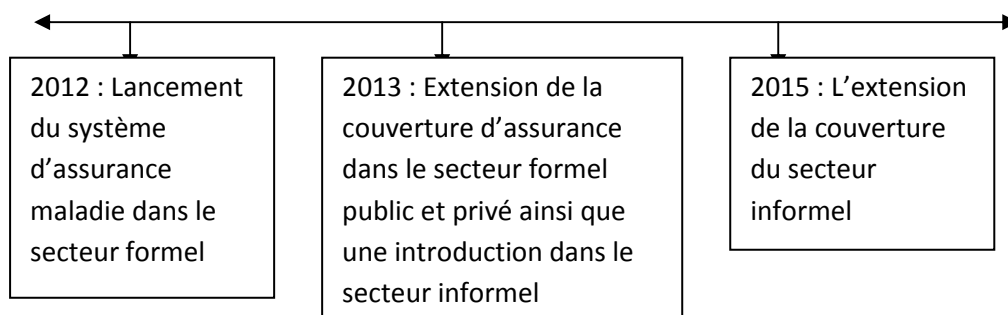 2012 : Lancement
du système
d’assurance
maladie dans le
secteur formel
2013 : Extension de la
couverture d’assurance
dans le secteur formel
public et privé ainsi que
une introduction dans le
secteur informel
2015 : L’extension
de la couverture
du secteur
informel